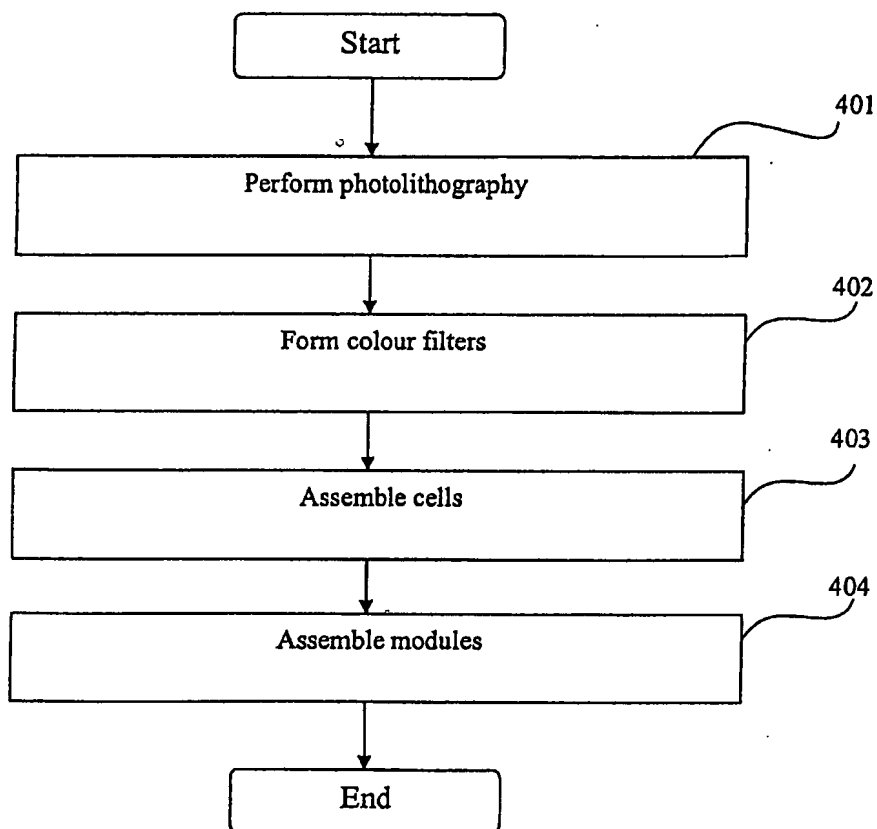 Start
401
Perform photolithography
402
Form colour filters
403
Assemble cells
404
Assemble modules
End